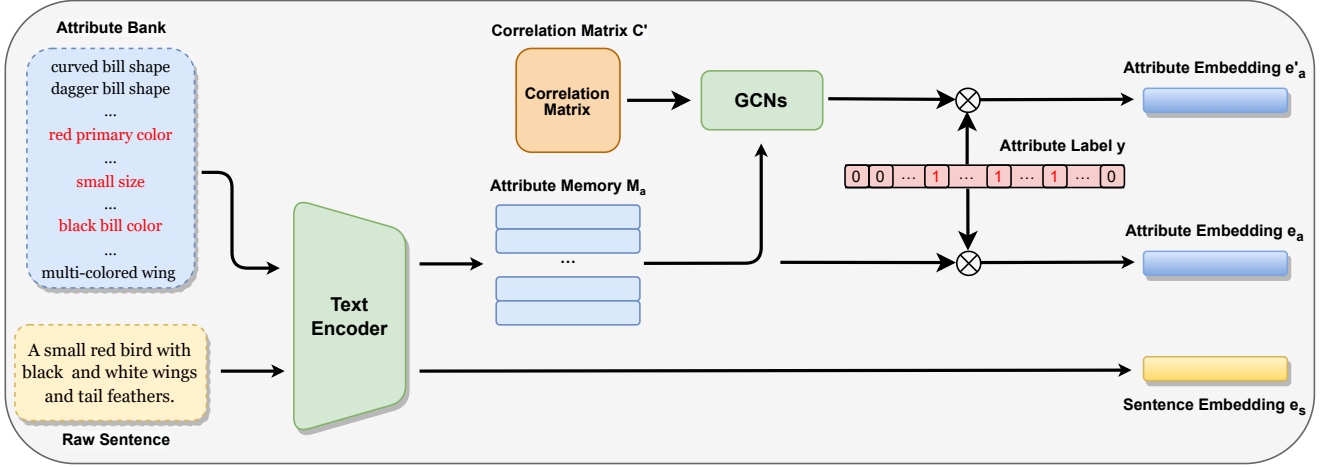 Attribute Bank
curved bill shape
dagger bill shape
...
red primary color
...
small size
...
black bill color
...
multi-colored wing
A small red bird with
black and white wings
and tail feathers.
Raw Sentence
Text
Encoder
Correlation Matrix C'
Correlation
Matrix
GCNs
Attribute Memory Mₐ
...
Attribute Label y
0 0 ... 1 ... 1 ... 1 ... 0
Attribute Embedding e'ₐ
Attribute Embedding eₐ
Sentence Embedding eₛ